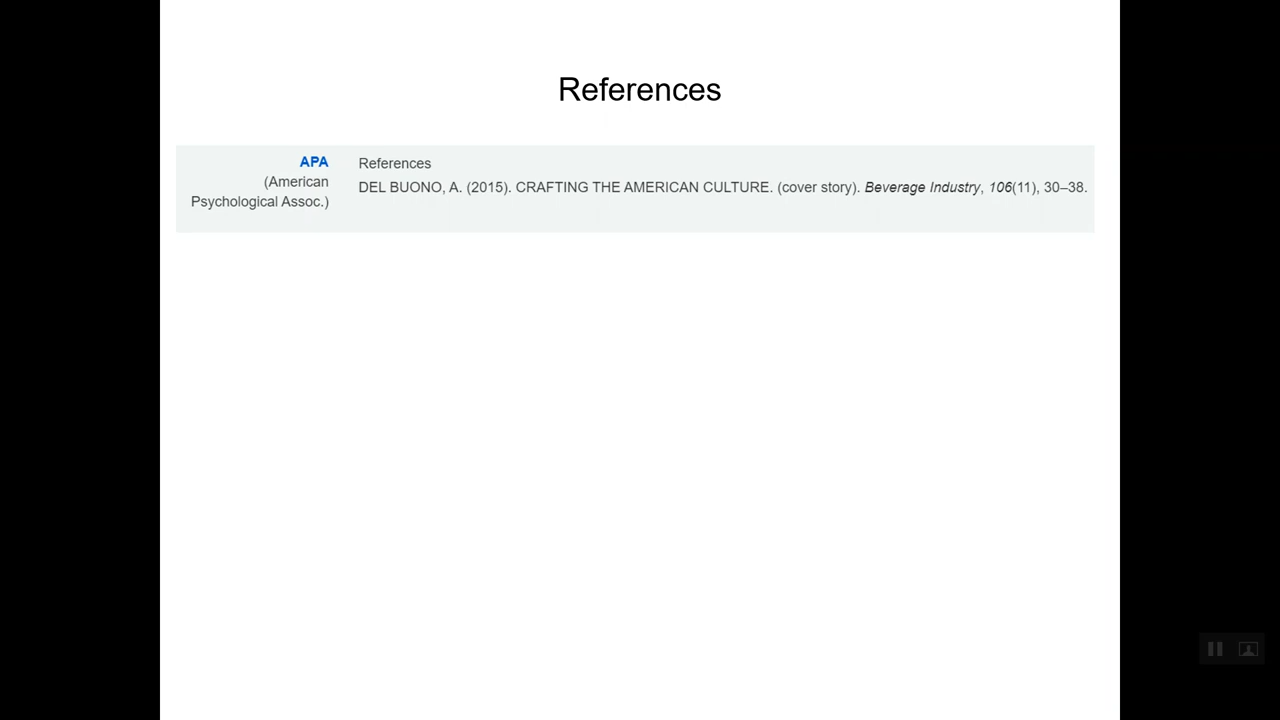 References
APA
(American
Psychological Assoc.)
References
DEL BUONO, A. (2015). CRAFTING THE AMERICAN CULTURE. (cover story). Beverage Industry, 106(11), 30–38.